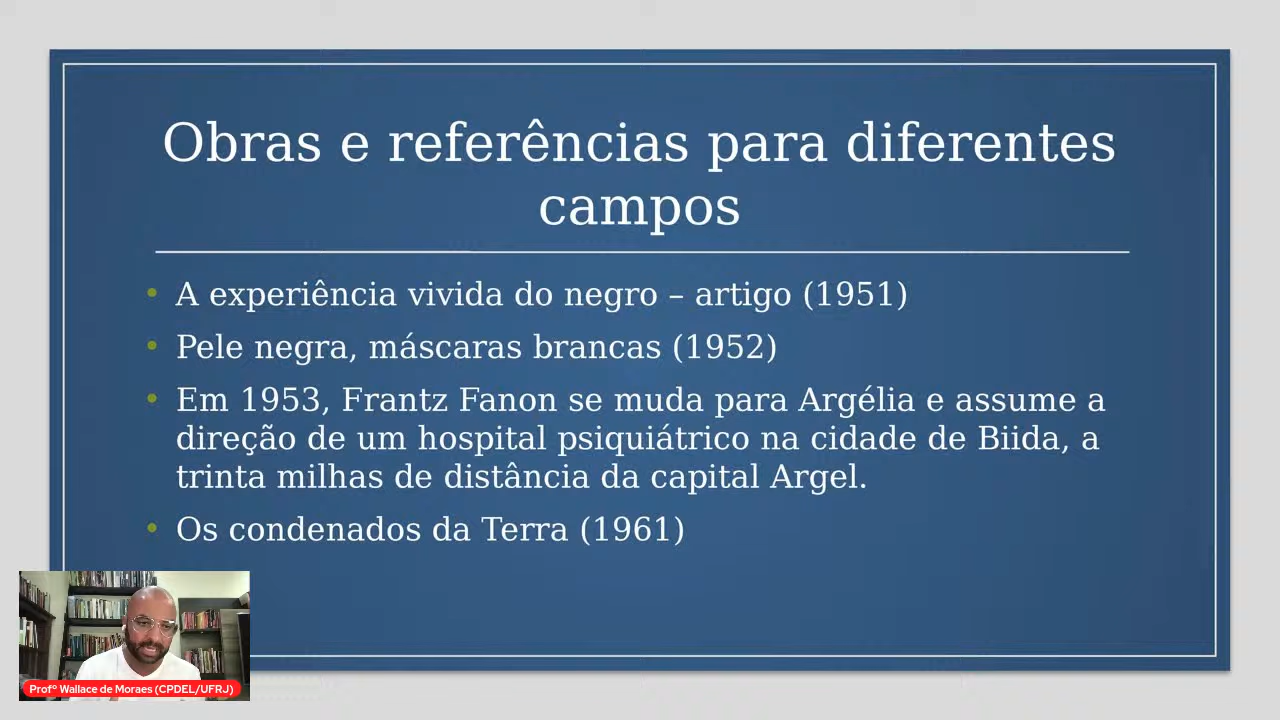 Obras e referências para diferentes
campos
• A experiência vivida do negro – artigo (1951)
• Pele negra, máscaras brancas (1952)
• Em 1953, Frantz Fanon se muda para Argélia e assume a
direção de um hospital psiquiátrico na cidade de Biida, a
trinta milhas de distância da capital Argel.
• Os condenados da Terra (1961)
Profº Wallace de Moraes (CPDEL/UFRJ)